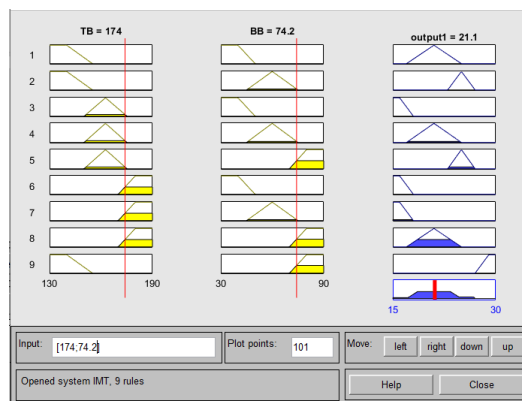 TB = 174 BB = 74.2 output1 = 21.1
1
2
3
4
5
6
7
8
9
130 190 30 90
15 30
Input: [174;74.2] Plot points: 101 Move: left right down up
Opened system IMT, 9 rules Help Close